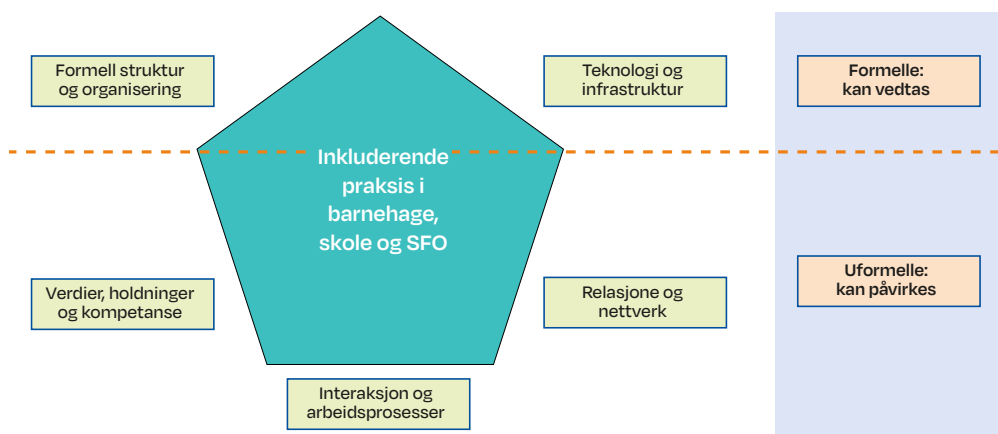 Formell struktur
og organisering
Teknologi og
infrastruktur
Formelle:
kan vedtas
Inkluderende
praksis i
barnehage,
skole og SFO
Verdier, holdninger
og kompetanse
Relasjone og
nettverk
Uformelle:
kan påvirkes
Interaksjon og
arbeidsprosesser